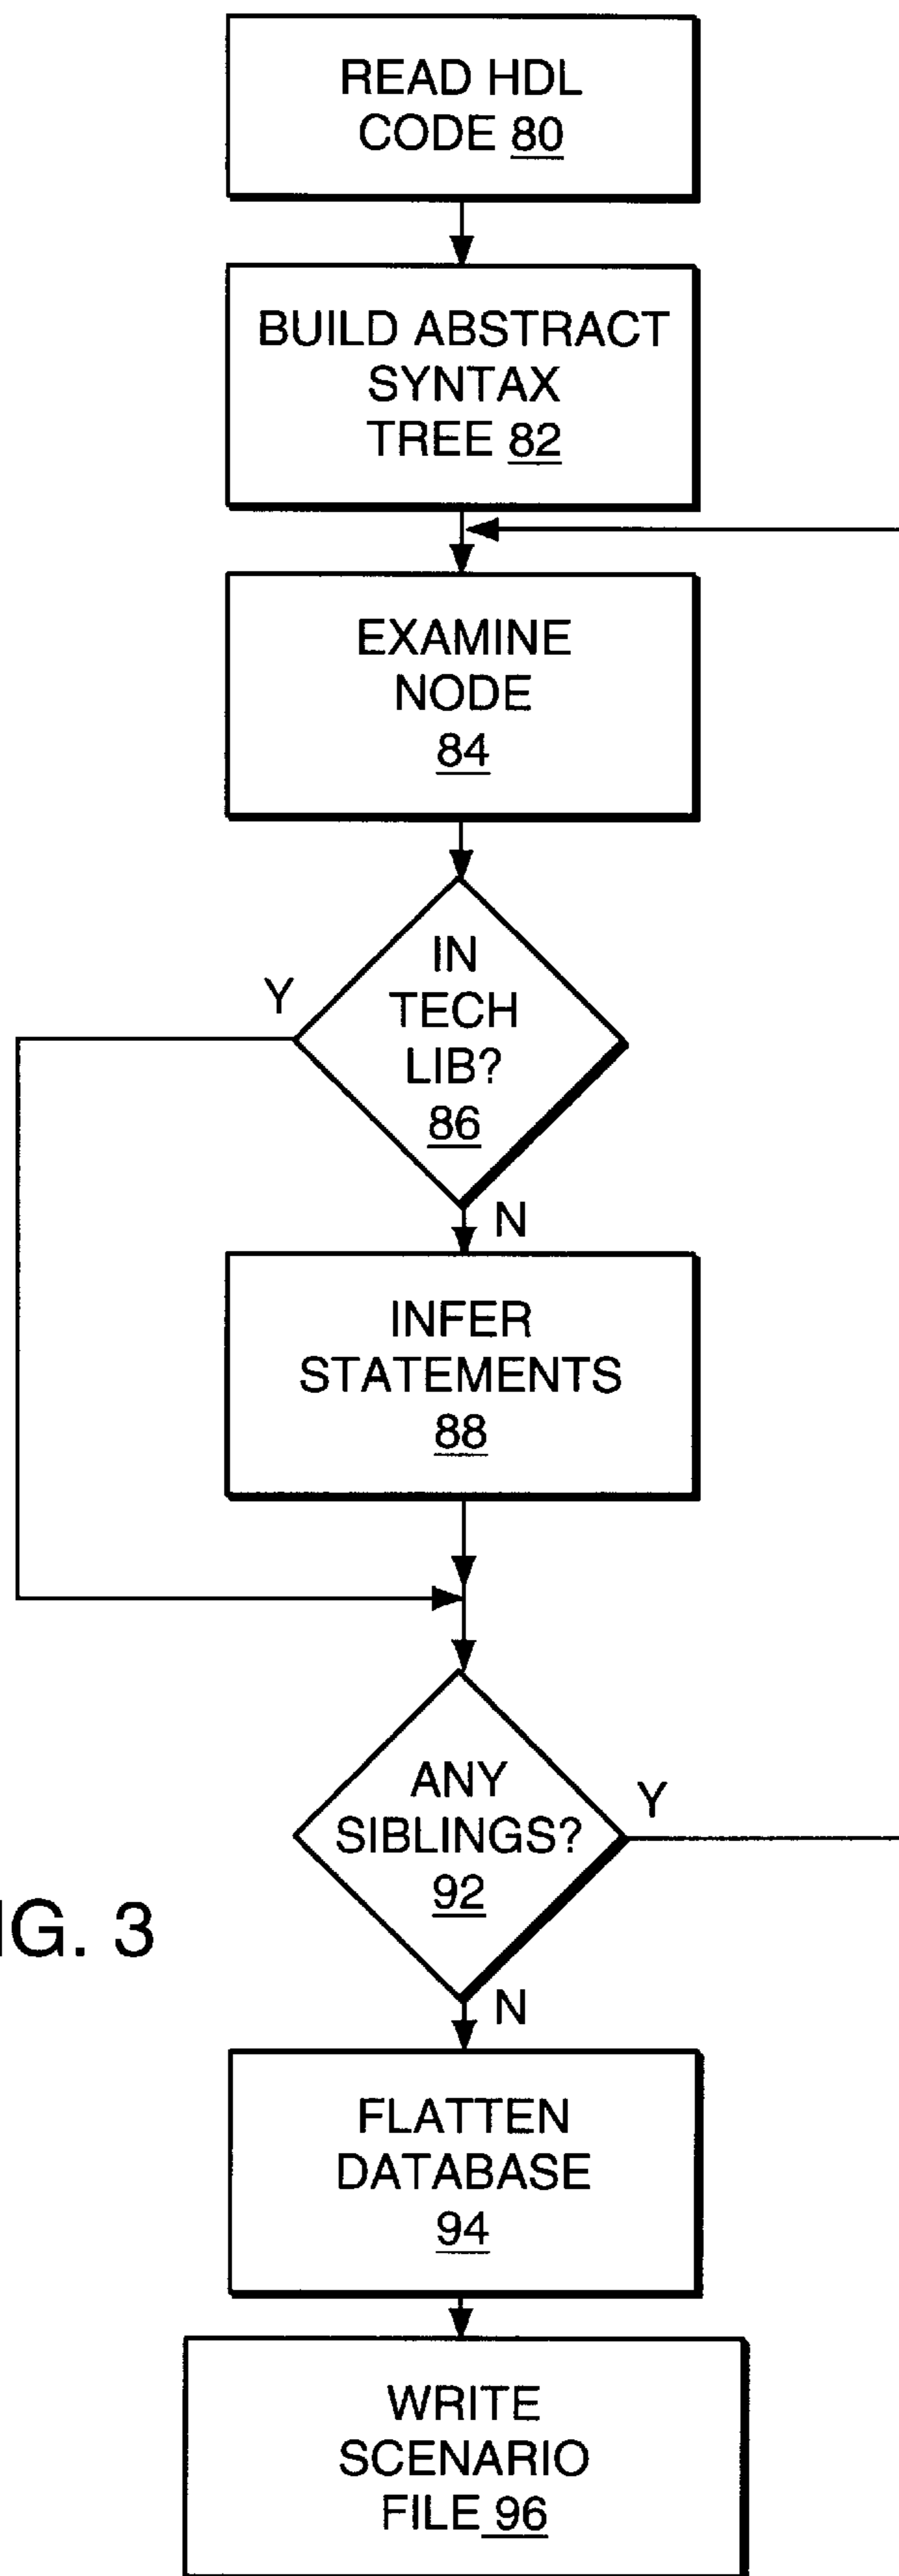 READ HDL
CODE 80
BUILD ABSTRACT
SYNTAX
TREE 82
EXAMINE
NODE
84
IN
TECH
LIB?
86
Y
N
INFER
STATEMENTS
88
ANY
SIBLINGS?
92
Y
N
IG. 3
FLATTEN
DATABASE
94
WRITE
SCENARIO
FILE 96